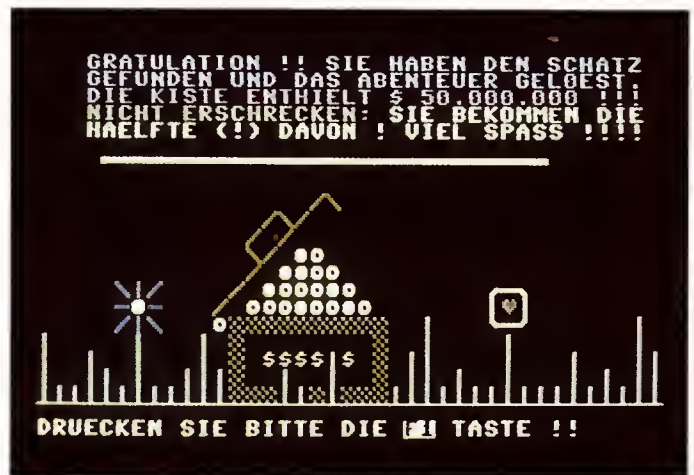 GRATULATION !! SIE HABEN DEN SCHATZ
GEFUNDEN UND DAS ABENTEUER GELOEST.
DIE KISTE ENTHIELT $ 50.000.000 !!!
NICHT ERSCHRECKEN: SIE BEKOMMEN DIE
HAELFTE (!) DAVON ! VIEL SPASS !!!!
$$$$ $
DRUECKEN SIE BITTE DIE TASTE !!